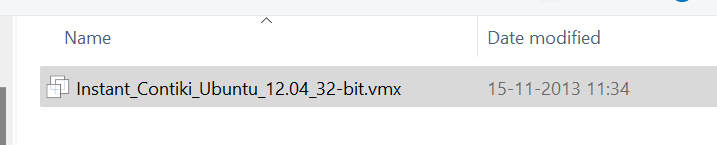 Name Date modified
Instant_Contiki_Ubuntu_12.04_32-bit.vmx 15-11-2013 11:34